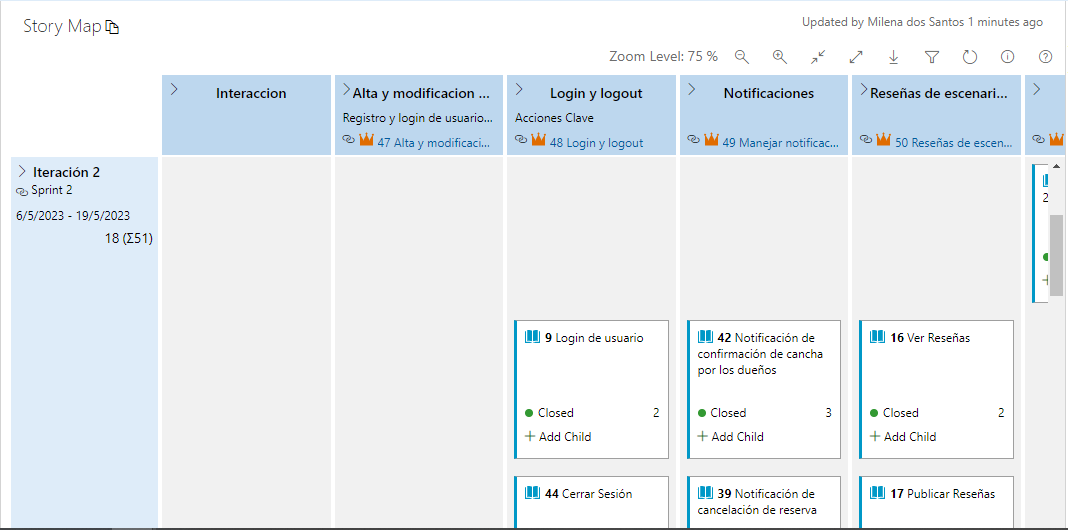 Story Map
Updated by Milena dos Santos 1 minutes ago
Zoom Level: 75 %
Interaccion
Alta y modificacion ...
Registro y login de usuario...
47 Alta y modificaci...
Login y logout
Acciones Clave
48 Login y logout
Notificaciones
49 Manejar notificac...
Reseñas de escenari...
50 Reseñas de escen...
Iteración 2
Sprint 2
6/5/2023 - 19/5/2023
18 (Σ51)
2
9 Login de usuario
Closed 2
+ Add Child
42 Notificación de
confirmación de cancha
por los dueños
Closed 3
+ Add Child
16 Ver Reseñas
Closed 2
+ Add Child
44 Cerrar Sesión
39 Notificación de
cancelación de reserva
17 Publicar Reseñas